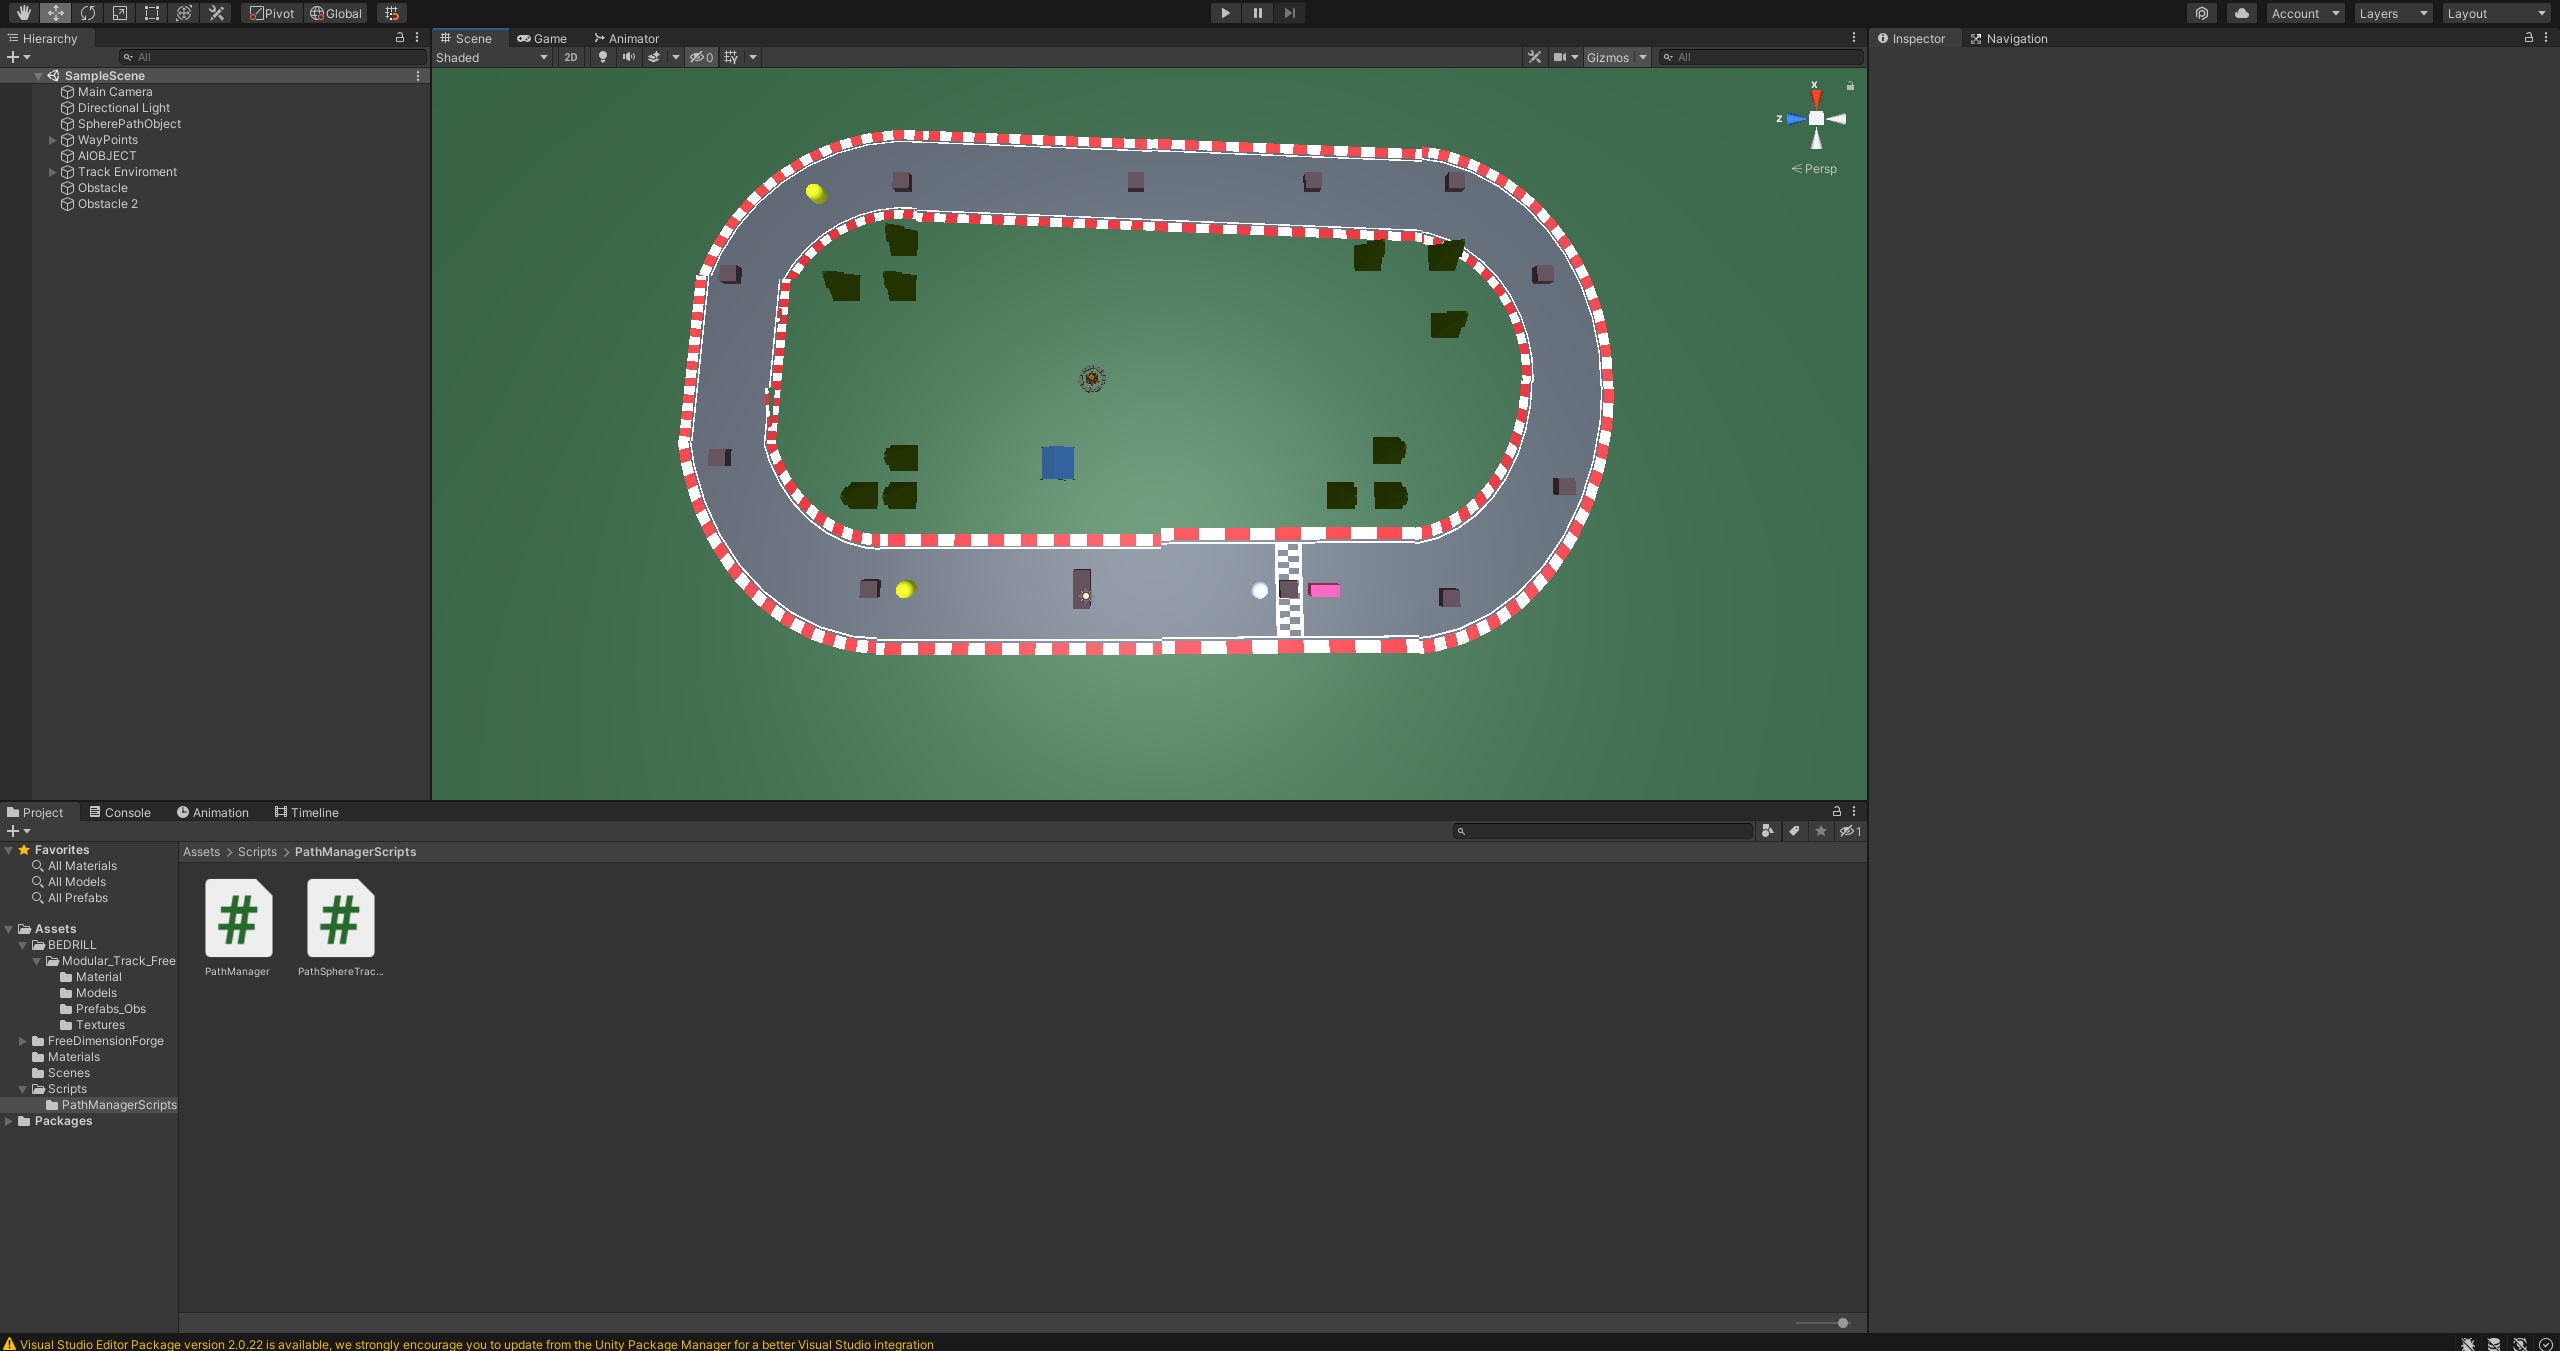 Pivot Global Account Layers Layout
Hierarchy
All
SampleScene
Main Camera
Directional Light
SpherePathObject
WayPoints
AIOBJECT
Track Enviroment
Obstacle
Obstacle 2
Scene Game Animator
Shaded 2D 0 Gizmos All
x
z
Persp
Inspector Navigation
Project Console Animation Timeline
1
Favorites
All Materials
All Models
All Prefabs
Assets
BEDRILL
Modular_Track_Free
Material
Models
Prefabs_Obs
Textures
FreeDimensionForge
Materials
Scenes
Scripts
PathManagerScripts
Packages
Assets > Scripts > PathManagerScripts
# #
PathManager PathSphereTrac...
Visual Studio Editor Package version 2.0.22 is available, we strongly encourage you to update from the Unity Package Manager for a better Visual Studio integration